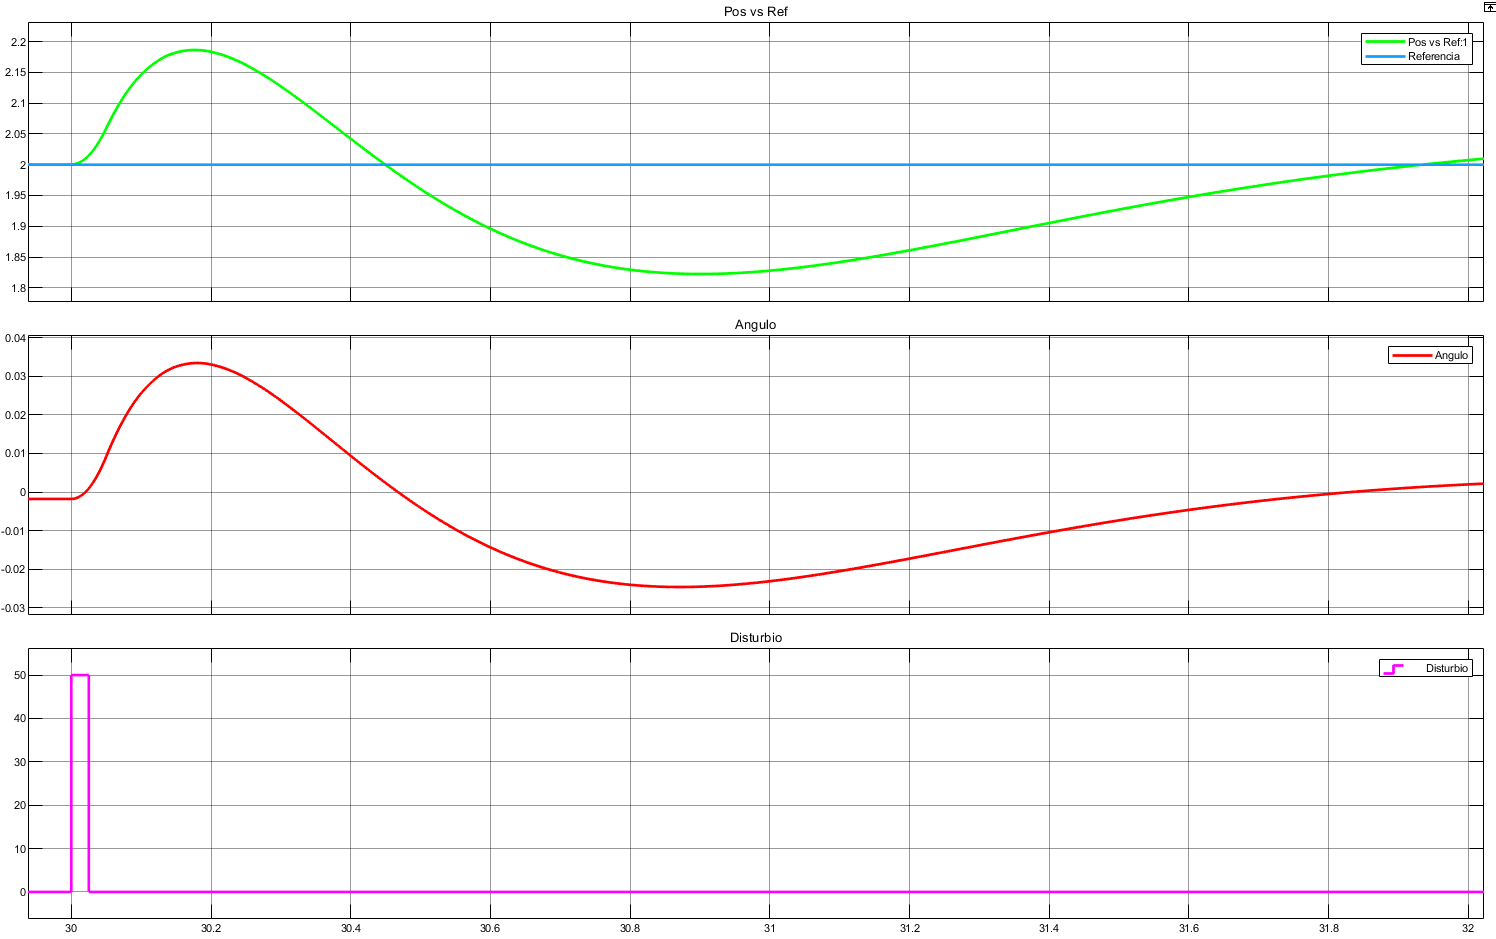 Pos vs Ref
2.2
2.15
2.1
2.05
2
1.95
1.9
1.85
1.8
Pos vs Ref:1
Referencia
Angulo
0.04
0.03
0.02
0.01
0
-0.01
-0.02
-0.03
Angulo
Disturbio
50
40
30
20
10
0
Disturbio
30 30.2 30.4 30.6 30.8 31 31.2 31.4 31.6 31.8 32